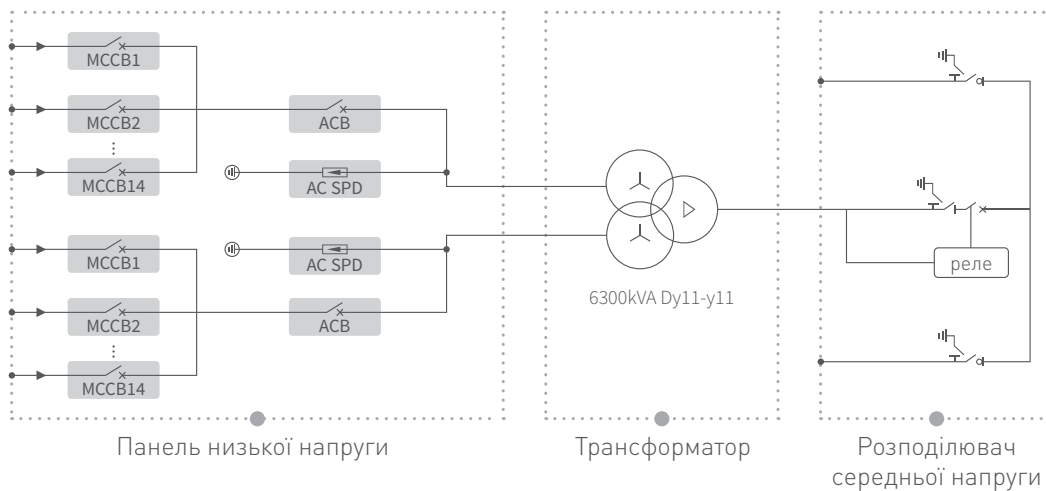 MCCB1
MCCB2
ACB
MCCB14
AC SPD
MCCB1
AC SPD
MCCB2
ACB
MCCB14
6300kVA Dy11-y11
реле
Панель низької напруги
Трансформатор
Розподілювач
середньої напруги